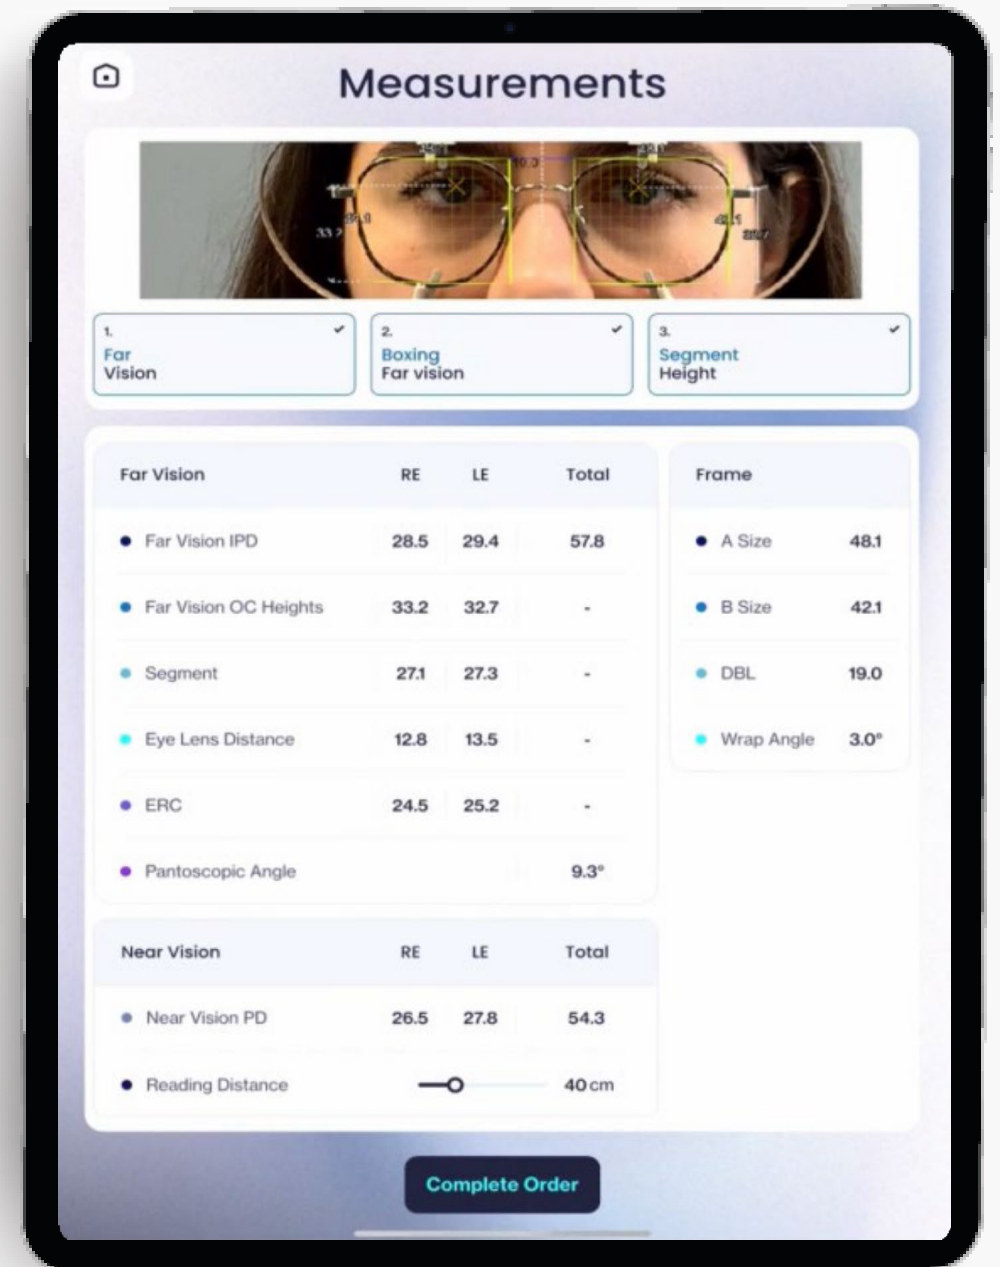 Measurements
33.2
1.
Far
Vision
2.
Boxing
Far vision
3.
Segment
Height
Far Vision RE LE Total
Far Vision IPD 28.5 29.4 57.8
Far Vision OC Heights 33.2 32.7 -
Segment 27.1 27.3 -
Eye Lens Distance 12.8 13.5 -
ERC 24.5 25.2 -
Pantoscopic Angle 9.3°
Frame
A Size 48.1
B Size 42.1
DBL 19.0
Wrap Angle 3.0°
Near Vision RE LE Total
Near Vision PD 26.5 27.8 54.3
Reading Distance 40 cm
Complete Order